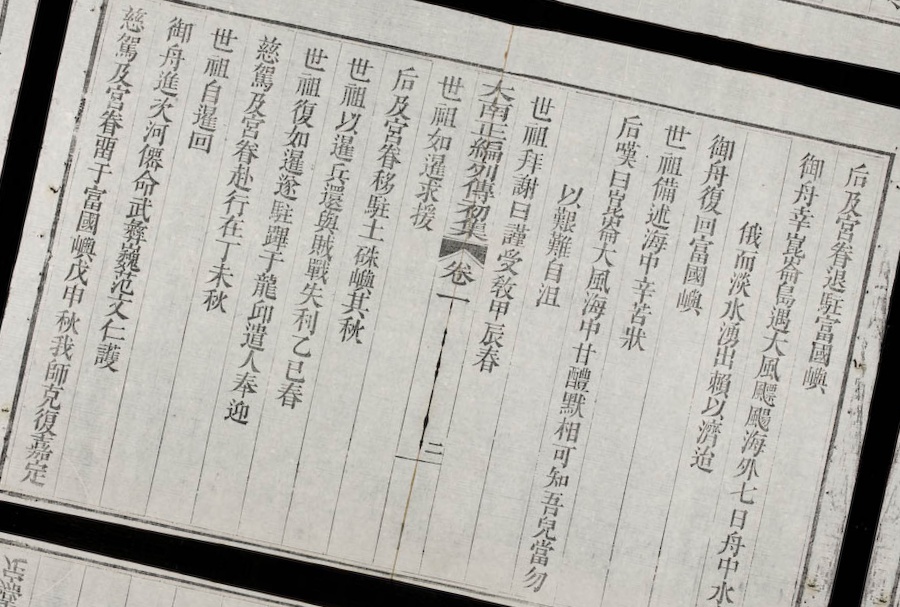 后及宮眷退駐富國嶼
御舟幸崑崙島遇大風飃颺海外七日舟中水
俄而淡水湧出賴以濟迨
御舟復回富國嶼
世祖備述海中辛苦狀
后嘆曰崑崙大風海中甘醴默相可知吾兒當勿
以艱難自沮
世祖拜謝曰謹受敎甲辰春
大南正編列傳初集 卷一 二
世祖如暹求援
后及宮眷移駐土硃嶼其秋
世祖以暹兵還與賊戰失利乙巳春
世祖復如暹遂駐蹕于龍邱遣人奉迎
慈駕及宮眷赴行在丁未秋
世祖自暹回
御舟進次河僊命武彝巍范文仁護
慈駕及宮眷畱于富國嶼戊申秋我師克復嘉定